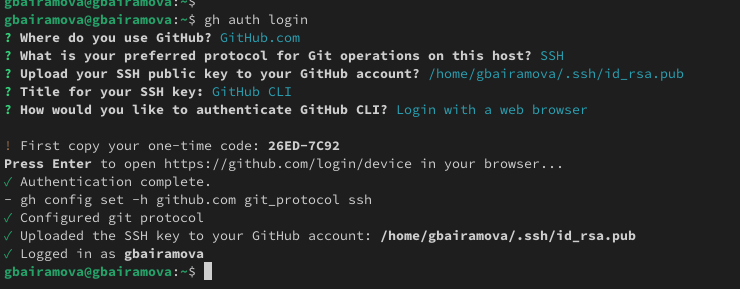 gbairamova@gbairamova:~$
gbairamova@gbairamova:~$ gh auth login
? Where do you use GitHub? GitHub.com
? What is your preferred protocol for Git operations on this host? SSH
? Upload your SSH public key to your GitHub account? /home/gbairamova/.ssh/id_rsa.pub
? Title for your SSH key: GitHub CLI
? How would you like to authenticate GitHub CLI? Login with a web browser
! First copy your one-time code: 26ED-7C92
Press Enter to open https://github.com/login/device in your browser...
✓ Authentication complete.
- gh config set -h github.com git_protocol ssh
✓ Configured git protocol
✓ Uploaded the SSH key to your GitHub account: /home/gbairamova/.ssh/id_rsa.pub
✓ Logged in as gbairamova
gbairamova@gbairamova:~$